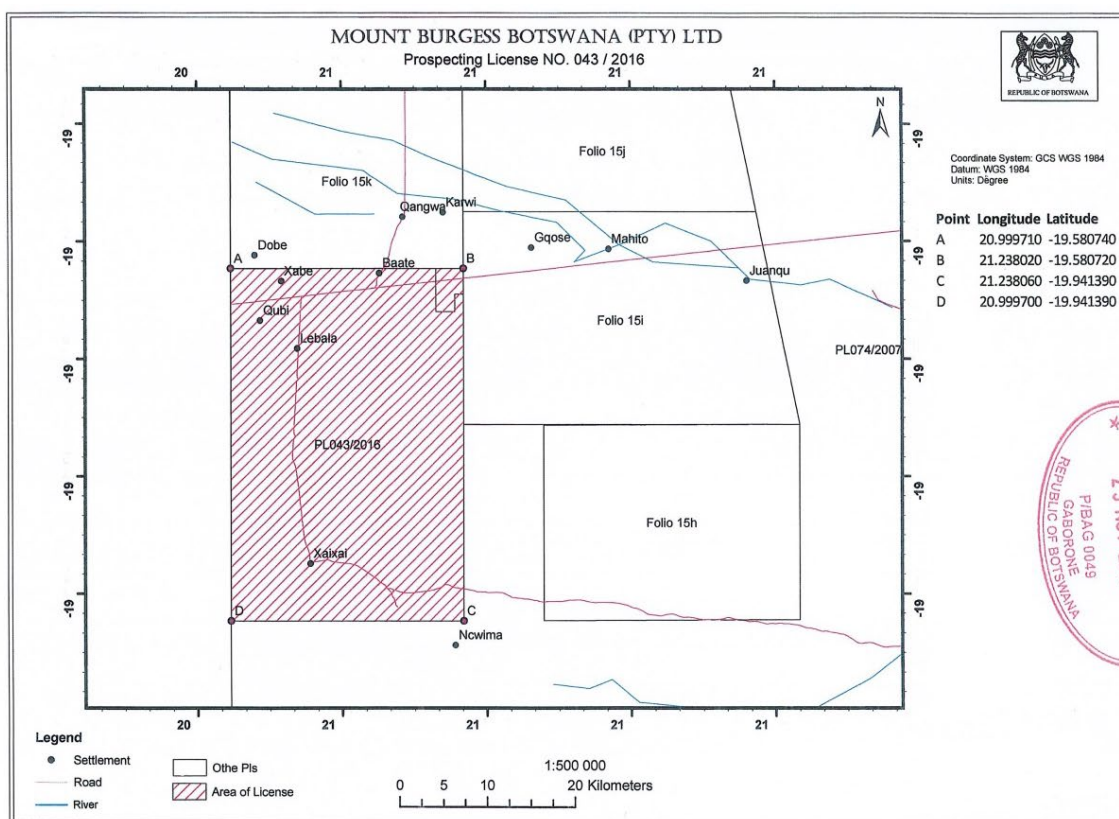 MOUNT BURGESS BOTSWANA (PTY) LTD
Prospecting License NO. 043 / 2016
REPUBLIC OF BOTSWANA
20 21 21 21 21
-19 -19
-19 -19
-19 -19
-19 -19
-19 -19
N
Folio 15j
Folio 15k
Qangwa
Karwi
Dobe
Gqose
Mahito
A
Xabe
Baate
B
Juanqu
Qubi
Folio 15i
Lebala
PL074/2007
PL043/2016
Folio 15h
Xaixai
D
C
Ncwima
20 21 21 21 21
Coordinate System: GCS WGS 1984
Datum: WGS 1984
Units: Degree
Point Longitude Latitude
A 20.999710 -19.580740
B 21.238020 -19.580720
C 21.238060 -19.941390
D 20.999700 -19.941390
P/BAG 0049
GABORONE
REPUBLIC OF BOTSWANA
Legend
Settlement
Road
River
Othe Pls
Area of License
1:500 000
0 5 10 20 Kilometers